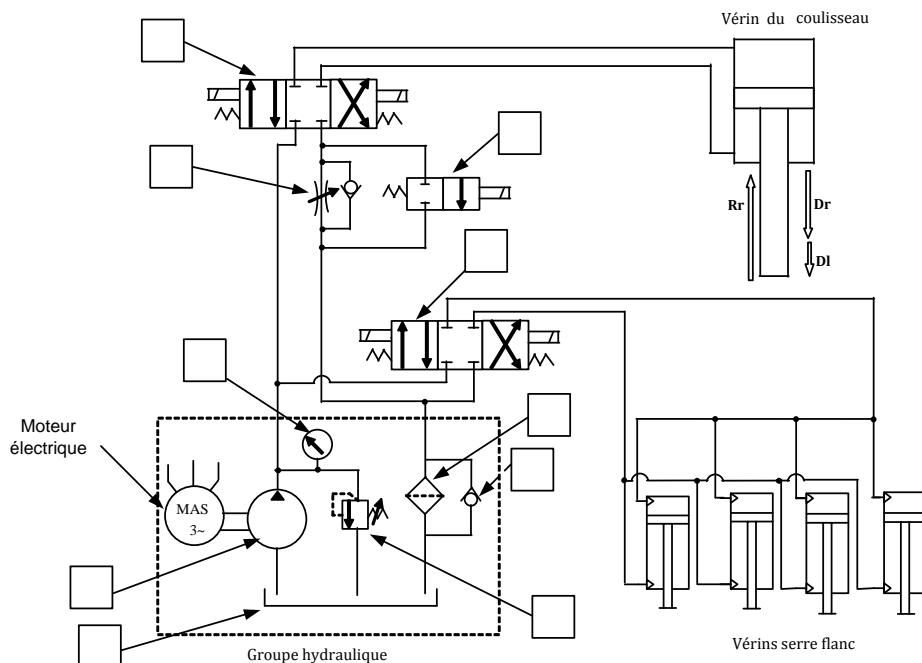 Vérin du coulisseau
Rr
Dr
Dl
Moteur
électrique
MAS
3~
Groupe hydraulique
Vérins serre flanc